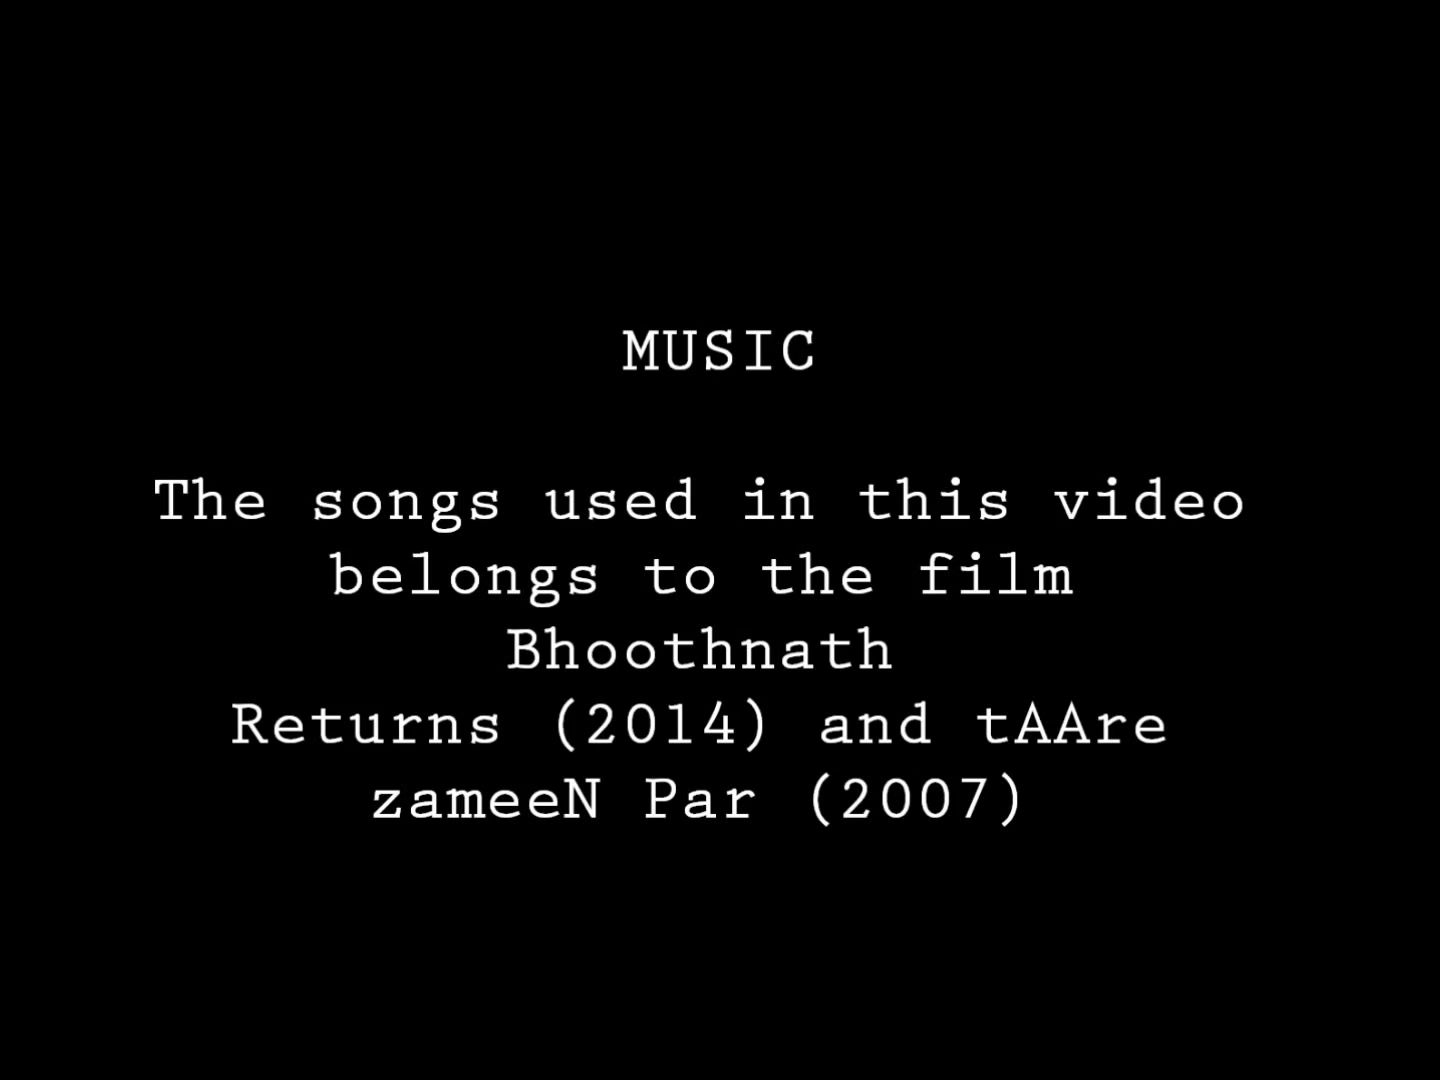 MUSIC
The songs used in this video
belongs to the film
Bhoothnath
Returns (2014) and tAAre
zameeN Par (2007)